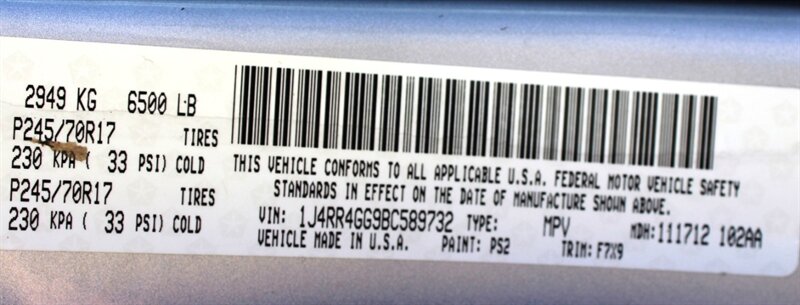 2949 KG 6500 LB
P245/70R17 TIRES
230 KPA ( 33 PSI) COLD
P245/70R17 TIRES
230 KPA ( 33 PSI) COLD
THIS VEHICLE CONFORMS TO ALL APPLICABLE U.S.A. FEDERAL MOTOR VEHICLE SAFETY
STANDARDS IN EFFECT ON THE DATE OF MANUFACTURE SHOWN ABOVE.
VIN: 1J4RR4GG9BC589732 TYPE: MPV MDH:111712 102AA
VEHICLE MADE IN U.S.A. PAINT: PS2 TRIM: F7X9